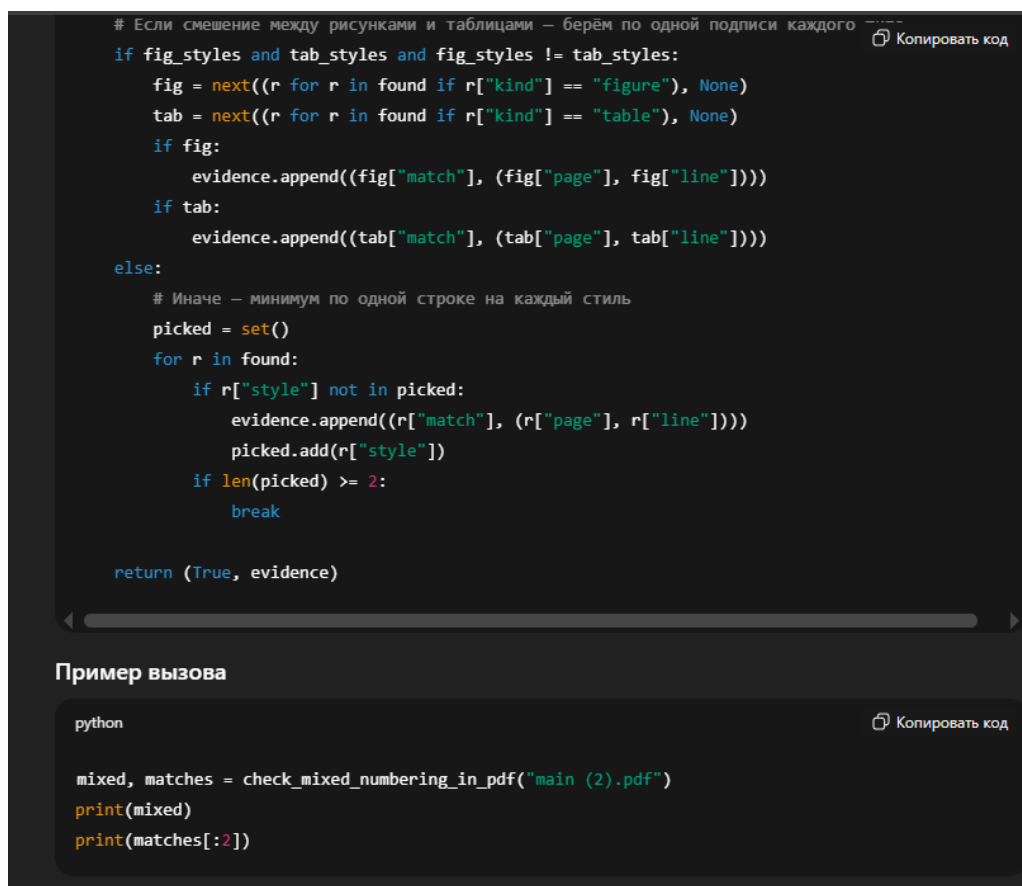 # Если смешение между рисунками и таблицами — берём по одной подписи каждого
Копировать код
if fig_styles and tab_styles and fig_styles != tab_styles:
fig = next((r for r in found if r["kind"] == "figure"), None)
tab = next((r for r in found if r["kind"] == "table"), None)
if fig:
evidence.append((fig["match"], (fig["page"], fig["line"])))
if tab:
evidence.append((tab["match"], (tab["page"], tab["line"])))
else:
# Иначе — минимум по одной строке на каждый стиль
picked = set()
for r in found:
if r["style"] not in picked:
evidence.append((r["match"], (r["page"], r["line"])))
picked.add(r["style"])
if len(picked) >= 2:
break
return (True, evidence)
Пример вызова
python
Копировать код
mixed, matches = check_mixed_numbering_in_pdf("main (2).pdf")
print(mixed)
print(matches[:2])